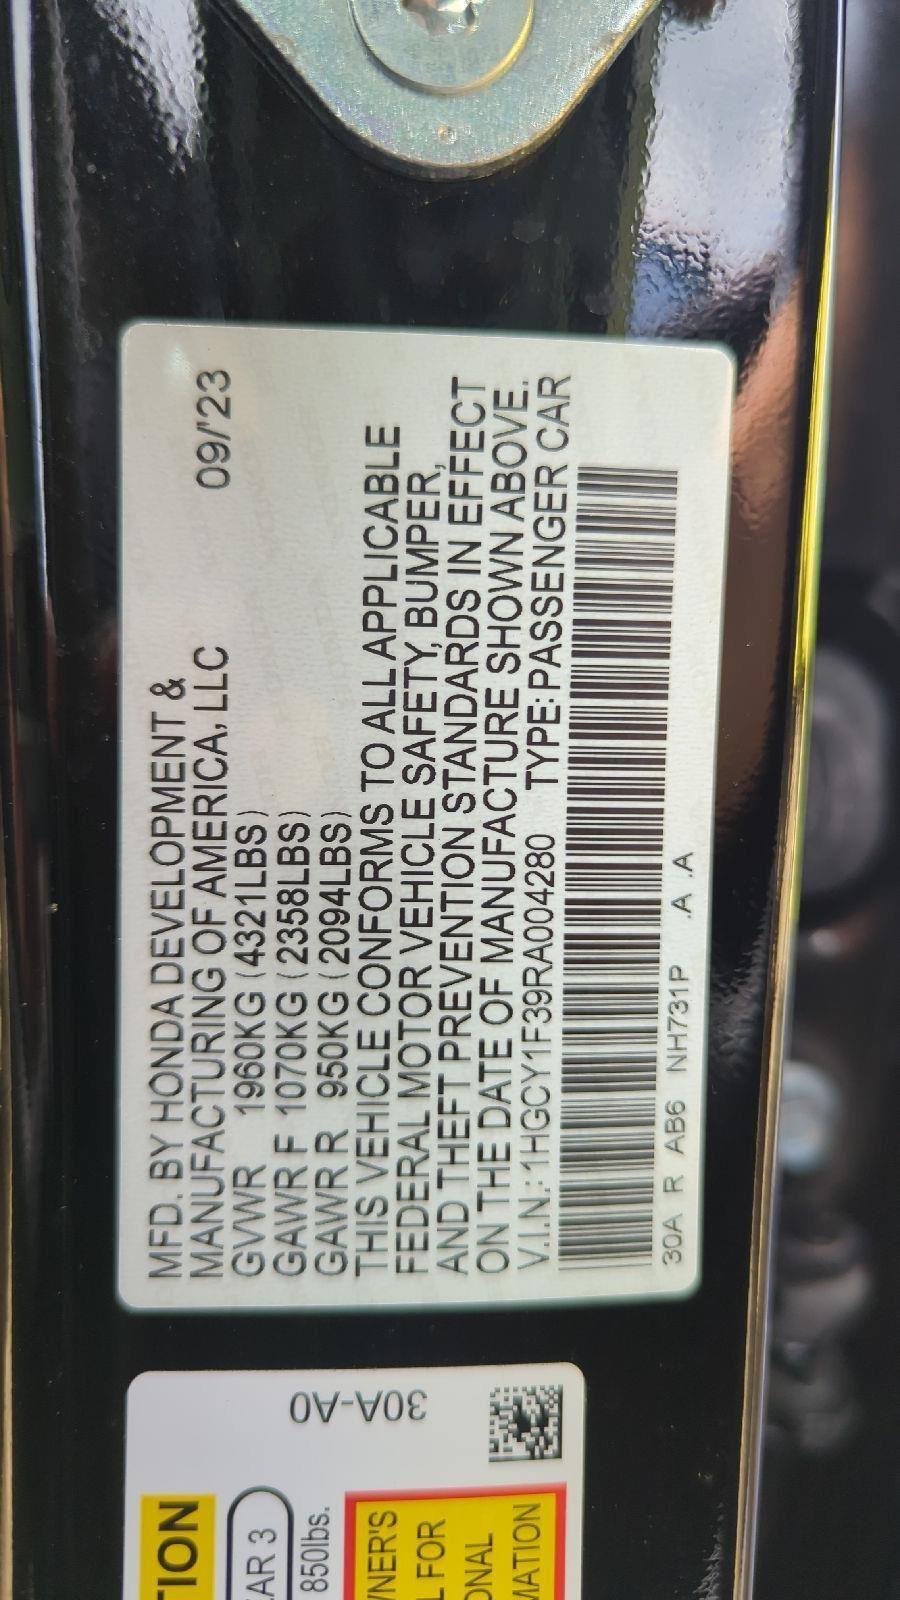 MFD. BY HONDA DEVELOPMENT &
MANUFACTURING OF AMERICA, LLC 09/'23
GVWR 1960KG (4321LBS)
GAWR F 1070KG (2358LBS)
GAWR R 950KG (2094LBS)
THIS VEHICLE CONFORMS TO ALL APPLICABLE
FEDERAL MOTOR VEHICLE SAFETY, BUMPER,
AND THEFT PREVENTION STANDARDS IN EFFECT
ON THE DATE OF MANUFACTURE SHOWN ABOVE.
V.I.N.: 1HGCY1F39RA004280 TYPE: PASSENGER CAR
30A R AB6 NH731P .A .A
30A-A0
TION
EAR 3
850lbs.
WNER'S
L FOR
ONAL
MATION